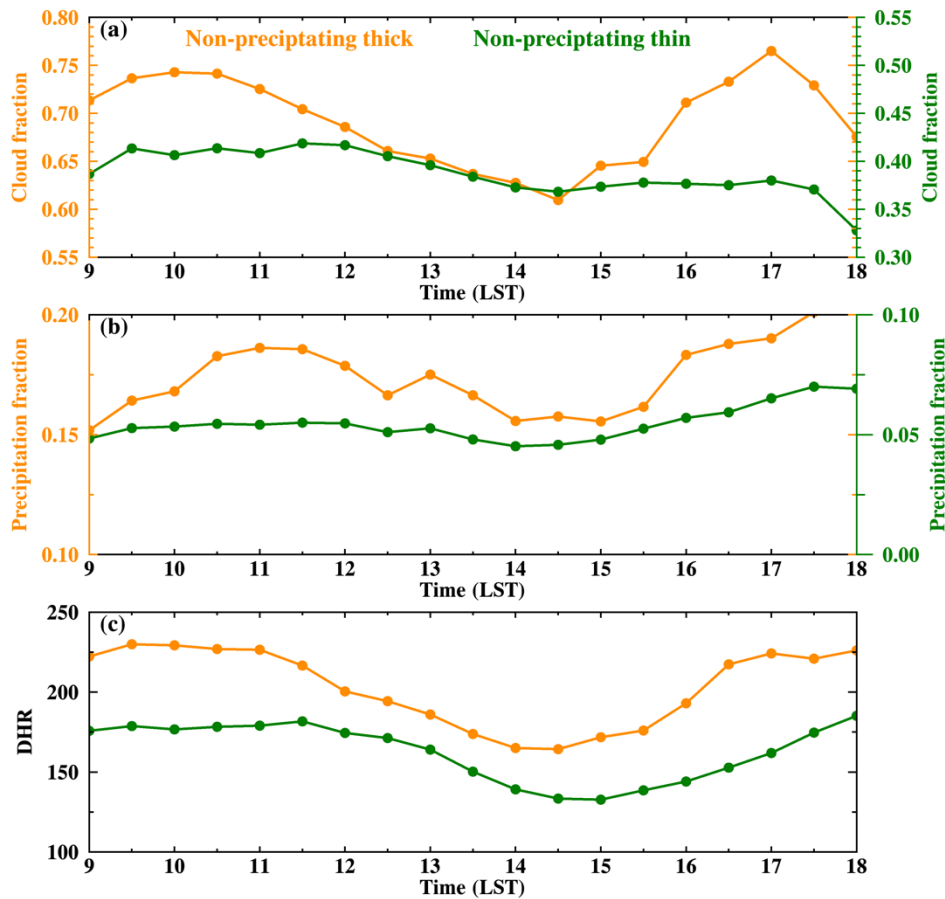 (a)
Non-preciptating thick
Non-preciptating thin
0.80
0.75
0.70
0.65
0.60
0.55
Cloud fraction
0.55
0.50
0.45
0.40
0.35
0.30
Cloud fraction
9 10 11 12 13 14 15 16 17 18
Time (LST)
(b)
0.20
0.15
0.10
Precipitation fraction
0.10
0.05
0.00
Precipitation fraction
9 10 11 12 13 14 15 16 17 18
Time (LST)
(c)
250
200
150
100
DHR
9 10 11 12 13 14 15 16 17 18
Time (LST)